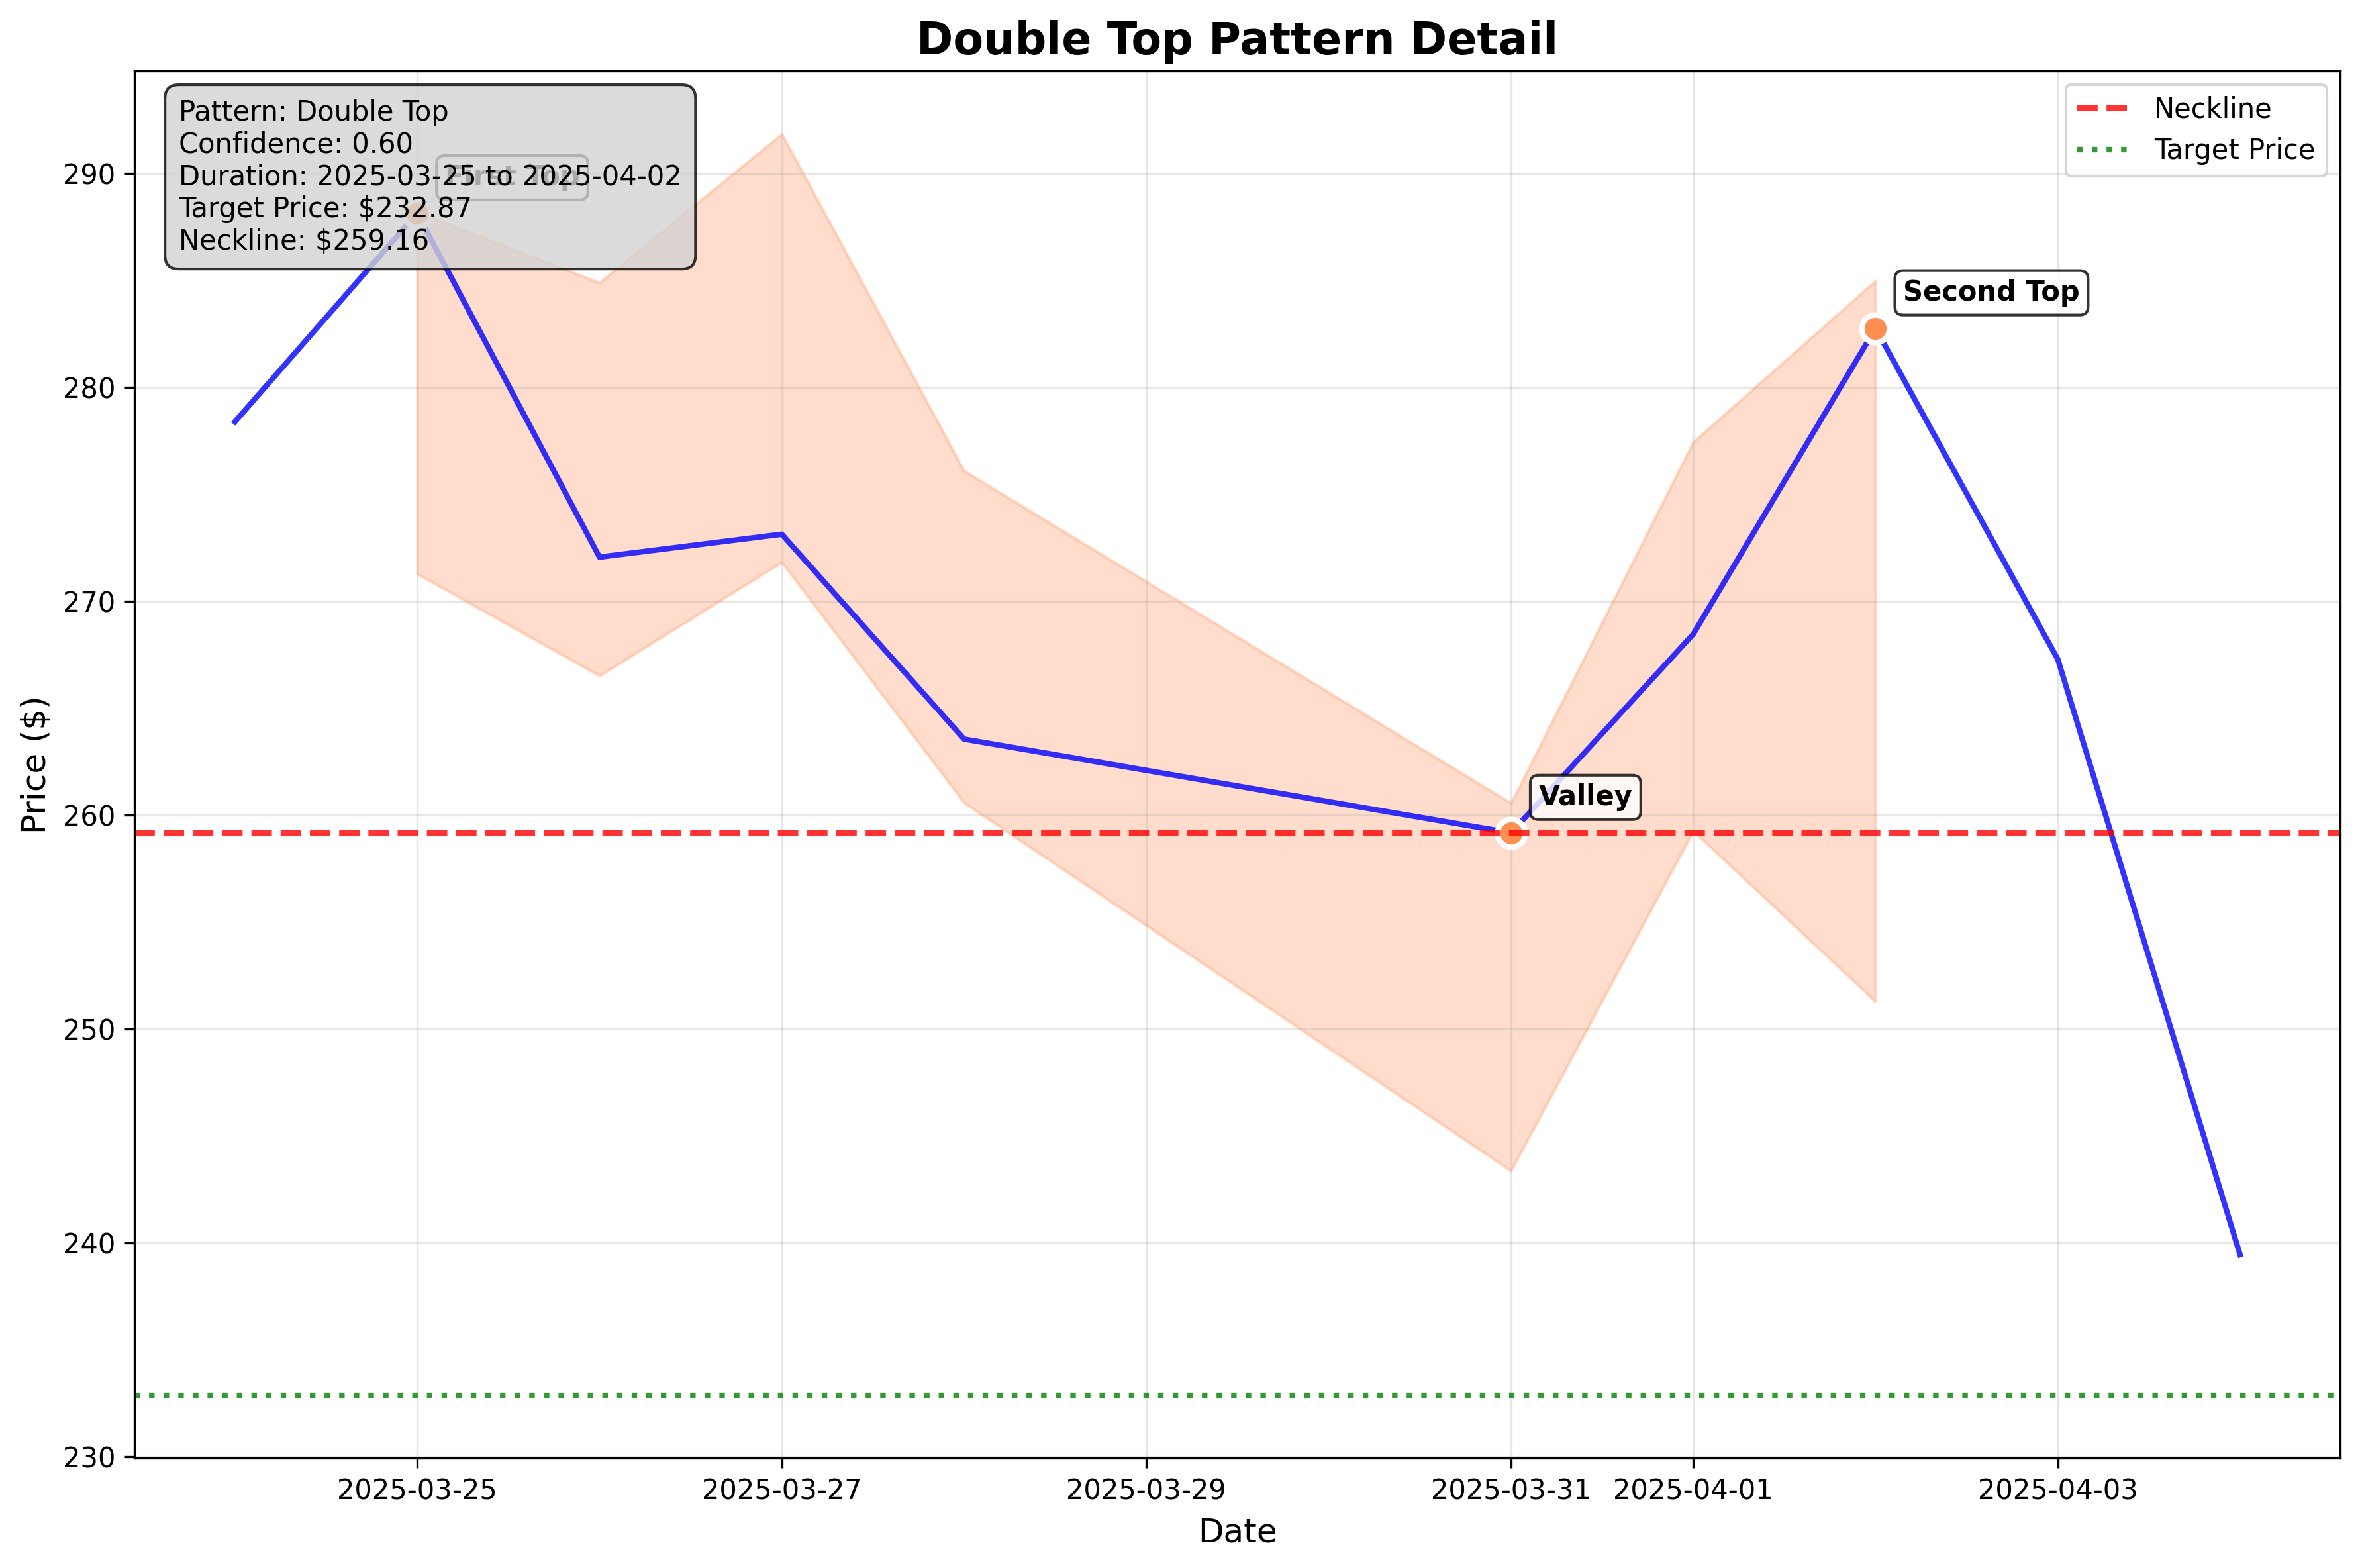 Double Top Pattern Detail
Pattern: Double Top
Confidence: 0.60
Duration: 2025-03-25 to 2025-04-02
Target Price: $232.87
Neckline: $259.16
First Top
Neckline
Target Price
Second Top
Valley
Price ($)
290
280
270
260
250
240
230
2025-03-25
2025-03-27
2025-03-29
2025-03-31
2025-04-01
2025-04-03
Date